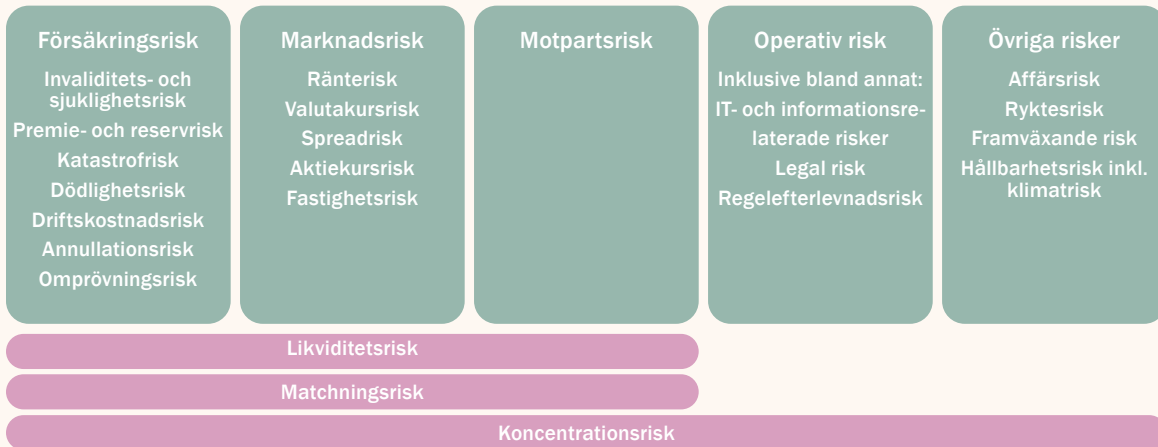 Försäkringsrisk
Invaliditets- och
sjuklighetsrisk
Premie- och reservrisk
Katastrofrisk
Dödlighetsrisk
Driftskostnadsrisk
Annullationsrisk
Omprövningsrisk
Marknadsrisk
Ränterisk
Valutakursrisk
Spreadrisk
Aktiekursrisk
Fastighetsrisk
Motpartsrisk
Operativ risk
Inklusive bland annat:
IT- och informationsre-
laterade risker
Legal risk
Regelefterlevnadsrisk
Övriga risker
Affärsrisk
Ryktesrisk
Framväxande risk
Hållbarhetsrisk inkl.
klimatrisk
Likviditetsrisk
Matchningsrisk
Koncentrationsrisk